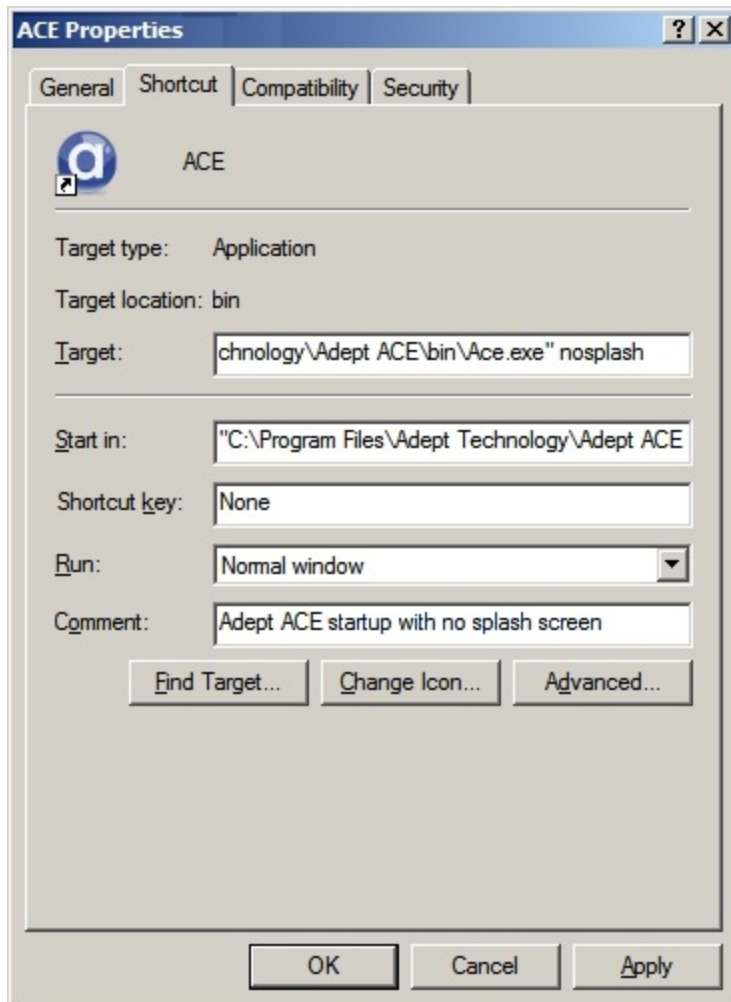 ACE Properties
General Shortcut Compatibility Security
ACE
Target type: Application
Target location: bin
Target: chnology\Adept ACE\bin\Ace.exe" nosplash
Start in: "C:\Program Files\Adept Technology\Adept ACE
Shortcut key: None
Run: Normal window
Comment: Adept ACE startup with no splash screen
Find Target... Change Icon... Advanced...
OK Cancel Apply